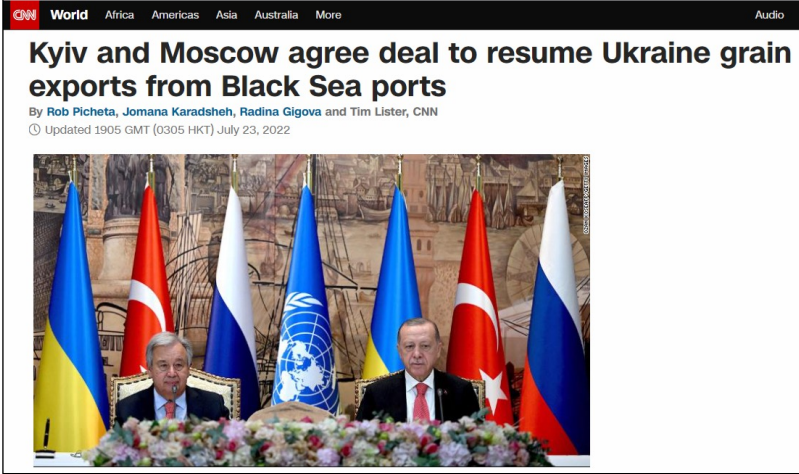 CNN World Africa Americas Asia Australia More Audio
Kyiv and Moscow agree deal to resume Ukraine grain
exports from Black Sea ports
By Rob Picheta, Jomana Karadsheh, Radina Gigova and Tim Lister, CNN
Updated 1905 GMT (0305 HKT) July 23, 2022